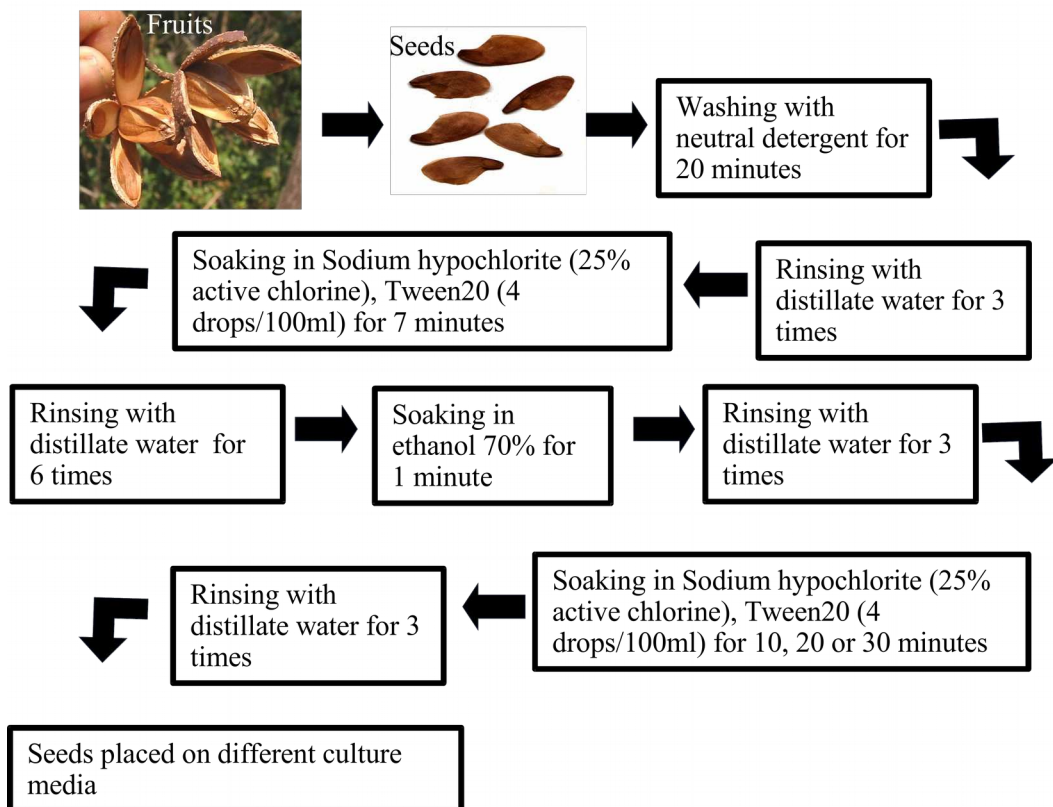 Fruits
Seeds
Washing with
neutral detergent for
20 minutes
Rinsing with
distillate water for 3
times
Soaking in Sodium hypochlorite (25%
active chlorine), Tween20 (4
drops/100ml) for 7 minutes
Rinsing with
distillate water  for
6 times
Soaking in
ethanol 70% for
1 minute
Rinsing with
distillate water for 3
times
Soaking in Sodium hypochlorite (25%
active chlorine), Tween20 (4
drops/100ml) for 10, 20 or 30 minutes
Rinsing with
distillate water for 3
times
Seeds placed on different culture
media